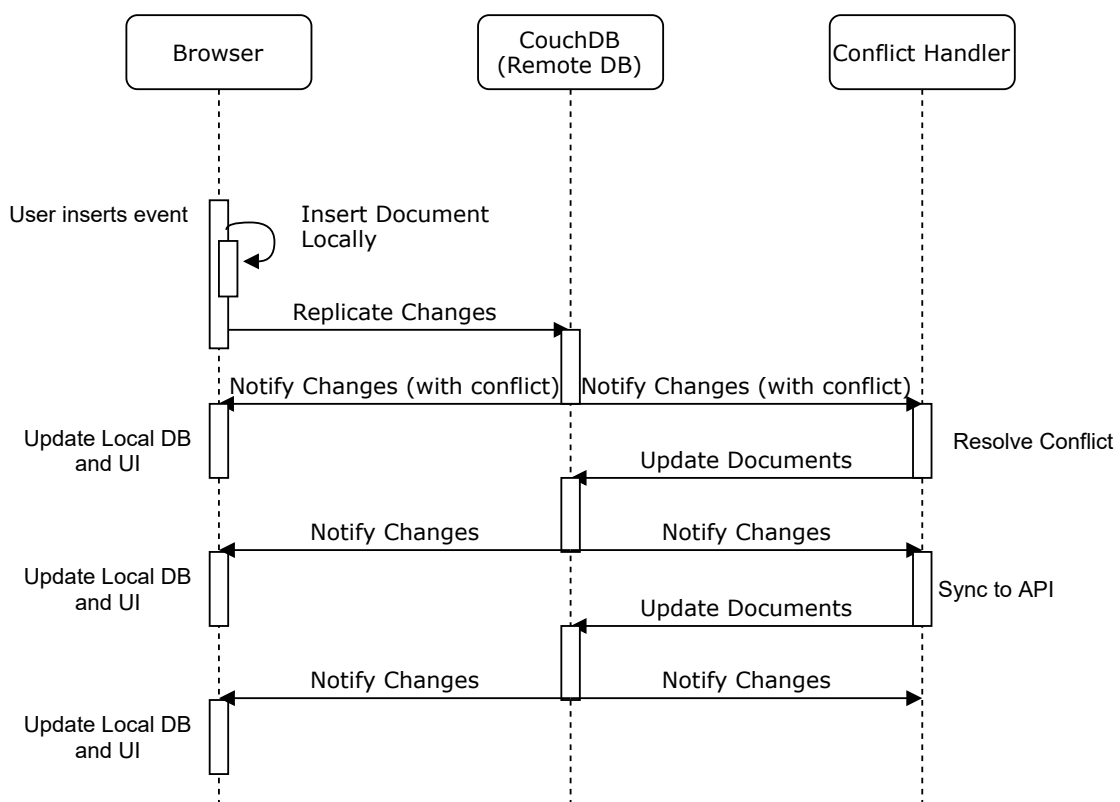 Browser
CouchDB
(Remote DB)
Conflict Handler
User inserts event
Insert Document
Locally
Replicate Changes
Notify Changes (with conflict)
Notify Changes (with conflict)
Update Local DB
and UI
Resolve Conflict
Update Documents
Notify Changes
Notify Changes
Update Local DB
and UI
Sync to API
Update Documents
Notify Changes
Notify Changes
Update Local DB
and UI